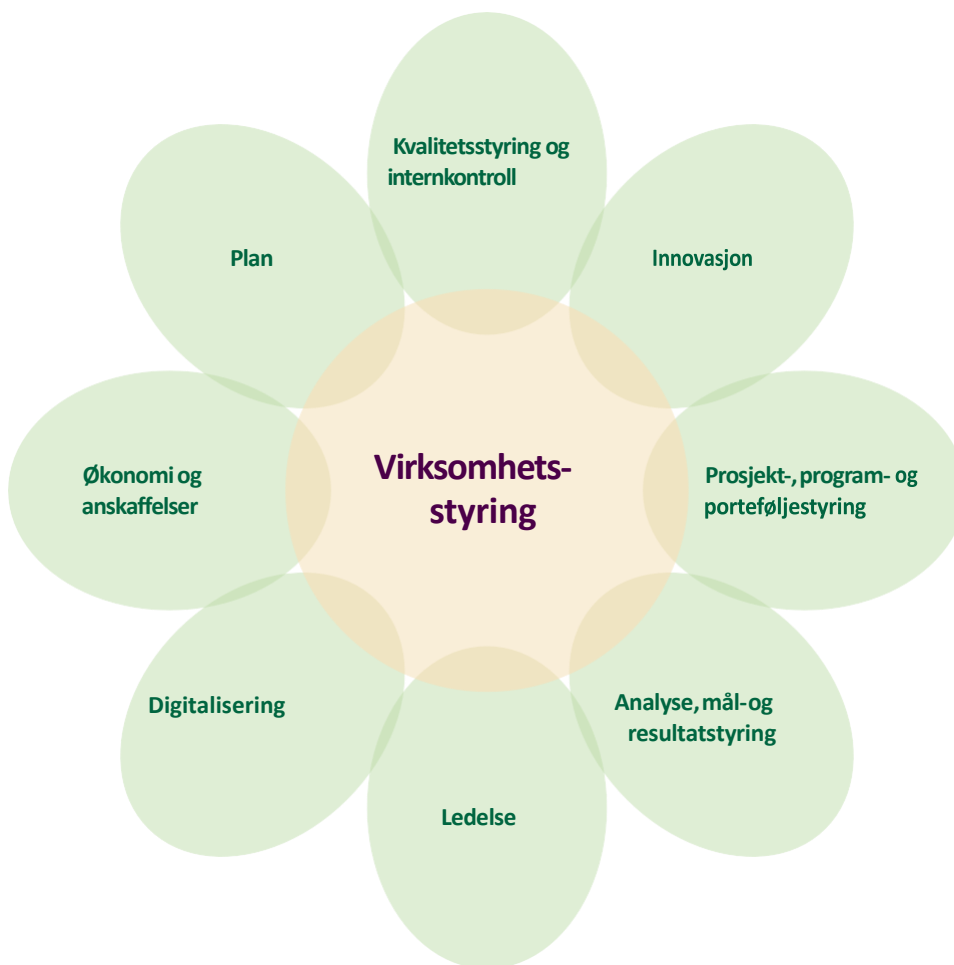 Kvalitetsstyring og
internkontroll
Plan
Innovasjon
Økonomi og
anskaffelser
Virksomhets-
styring
Prosjekt-, program- og
porteføljestyring
Digitalisering
Analyse, mål- og
resultatstyring
Ledelse